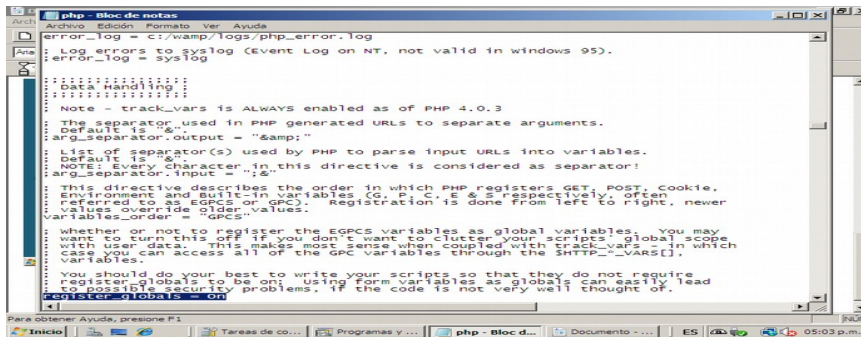 php - Bloc de notas
Archivo Edición Formato Ver Ayuda
error_log = c:/wamp/logs/php_error.log
; Log errors to syslog (Event Log on NT, not valid in Windows 95).
;error_log = syslog
;;;;;;;;;;;;;;;;;
; Data Handling ;
;;;;;;;;;;;;;;;;;
;
; Note - track_vars is ALWAYS enabled as of PHP 4.0.3
; The separator used in PHP generated URLs to separate arguments.
; Default is "&".
;arg_separator.output = "&amp;"
; List of separator(s) used by PHP to parse input URLs into variables.
; Default is "&".
; NOTE: Every character in this directive is considered as separator!
;arg_separator.input = ";&"
; This directive describes the order in which PHP registers GET, POST, Cookie,
; Environment and Built-in variables (G, P, C, E & S respectively, often
; referred to as EGPCS or GPC). Registration is done from left to right, newer
; values override older values.
variables_order = "GPCS"
; Whether or not to register the EGPCS variables as global variables. You may
; want to turn this off if you don't want to clutter your scripts' global scope
; with user data. This makes most sense when coupled with track_vars - in which
; case you can access all of the GPC variables through the $HTTP_*_VARS[],
; variables.
;
; You should do your best to write your scripts so that they do not require
; register_globals to be on; Using form variables as globals can easily lead
; to possible security problems, if the code is not very well thought of.
register_globals = On
Para obtener Ayuda, presione F1
Inicio
Tareas de co...
Programas y ...
php - Bloc d...
Documento - ...
ES
05:03 p.m.